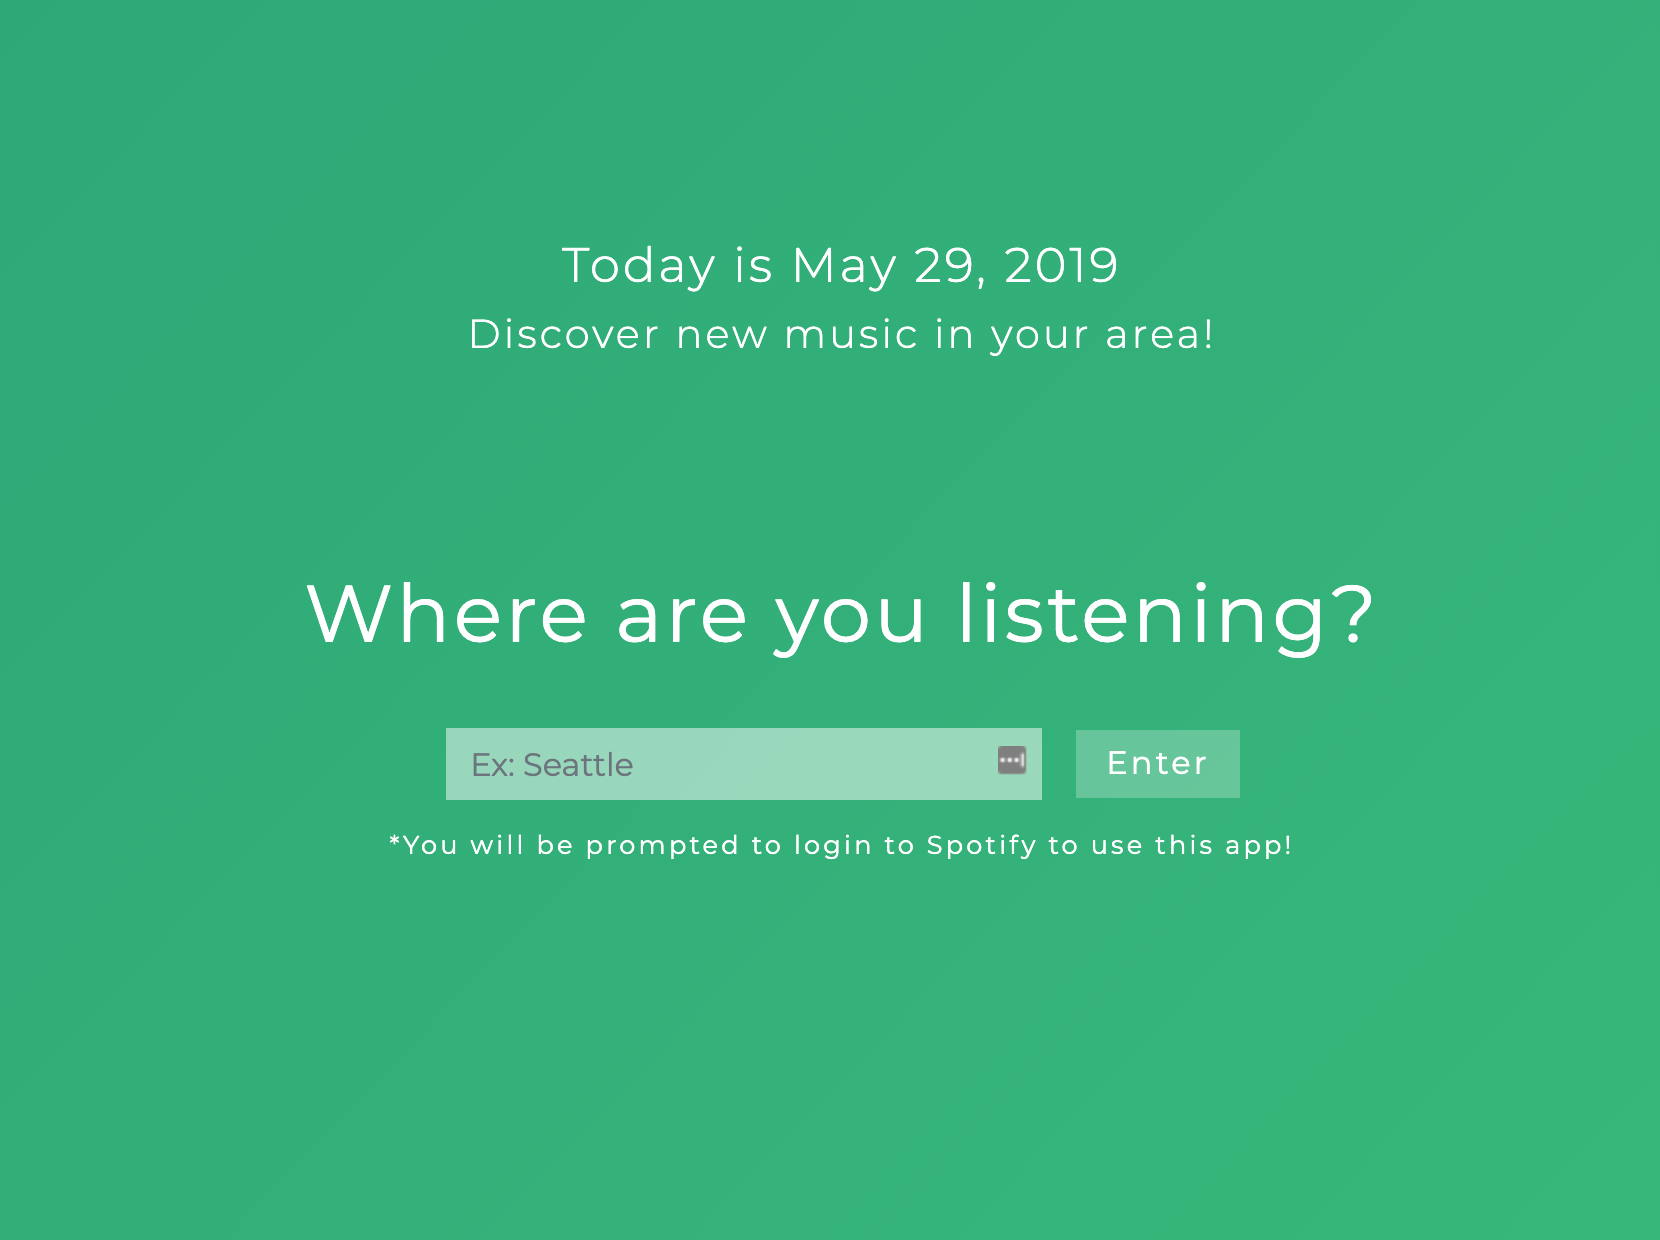 Today is May 29, 2019
Discover new music in your area!
Where are you listening?
Ex: Seattle
Enter
*You will be prompted to login to Spotify to use this app!